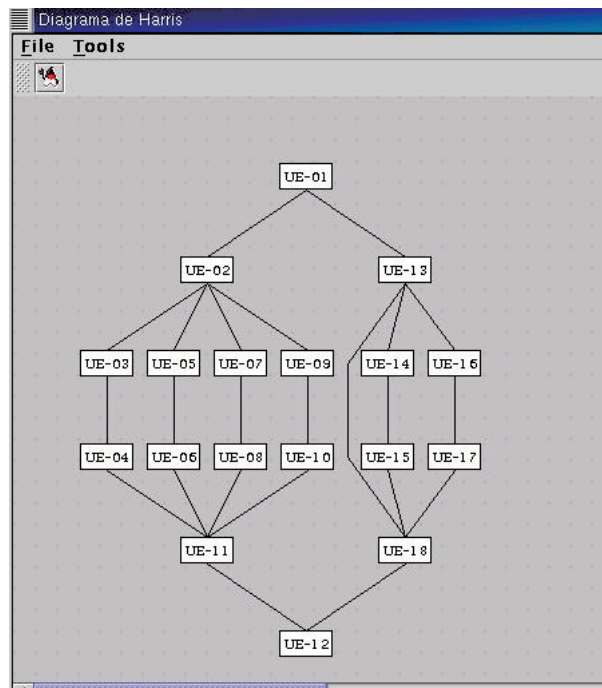 Diagrama de Harris
File Tools
UE-01
UE-02 UE-13
UE-03 UE-05 UE-07 UE-09 UE-14 UE-16
UE-04 UE-06 UE-08 UE-10 UE-15 UE-17
UE-11 UE-18
UE-12